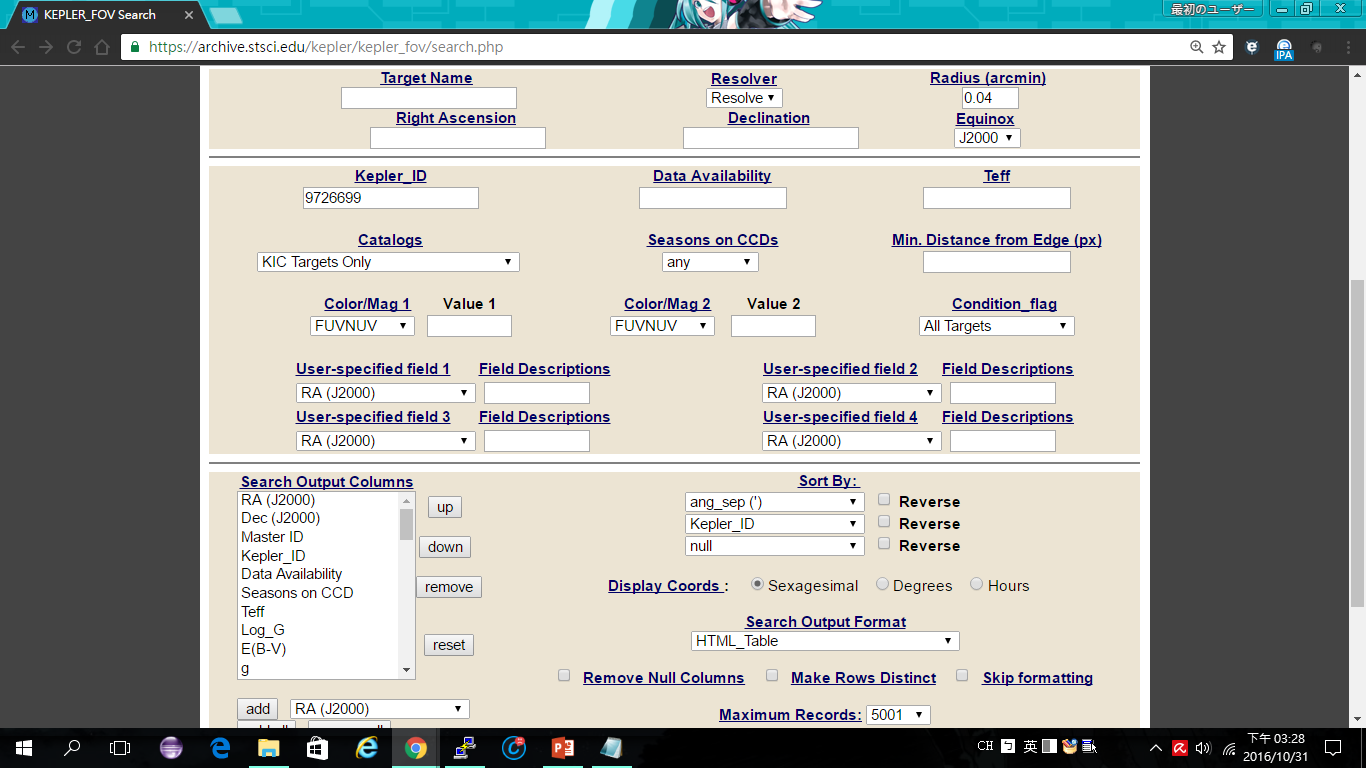 KEPLER_FOV Search
最初のユーザー
https://archive.stsci.edu/kepler/kepler_fov/search.php
IPA
Target Name Resolver Radius (arcmin)
Resolve 0.04
Right Ascension Declination Equinox
J2000
Kepler_ID Data Availability Teff
9726699
Catalogs Seasons on CCDs Min. Distance from Edge (px)
KIC Targets Only any
Color/Mag 1 Value 1 Color/Mag 2 Value 2 Condition_flag
FUVNUV FUVNUV All Targets
User-specified field 1 Field Descriptions User-specified field 2 Field Descriptions
RA (J2000) RA (J2000)
User-specified field 3 Field Descriptions User-specified field 4 Field Descriptions
RA (J2000) RA (J2000)
Search Output Columns
RA (J2000)
Dec (J2000)
Master ID
Kepler_ID
Data Availability
Seasons on CCD
Teff
Log_G
E(B-V)
g
up
down
remove
reset
add RA (J2000)
Sort By:
ang_sep (') Reverse
Kepler_ID Reverse
null Reverse
Display Coords : Sexagesimal Degrees Hours
Search Output Format
HTML_Table
Remove Null Columns Make Rows Distinct Skip formatting
Maximum Records: 5001
CH 英
下午 03:28
2016/10/31